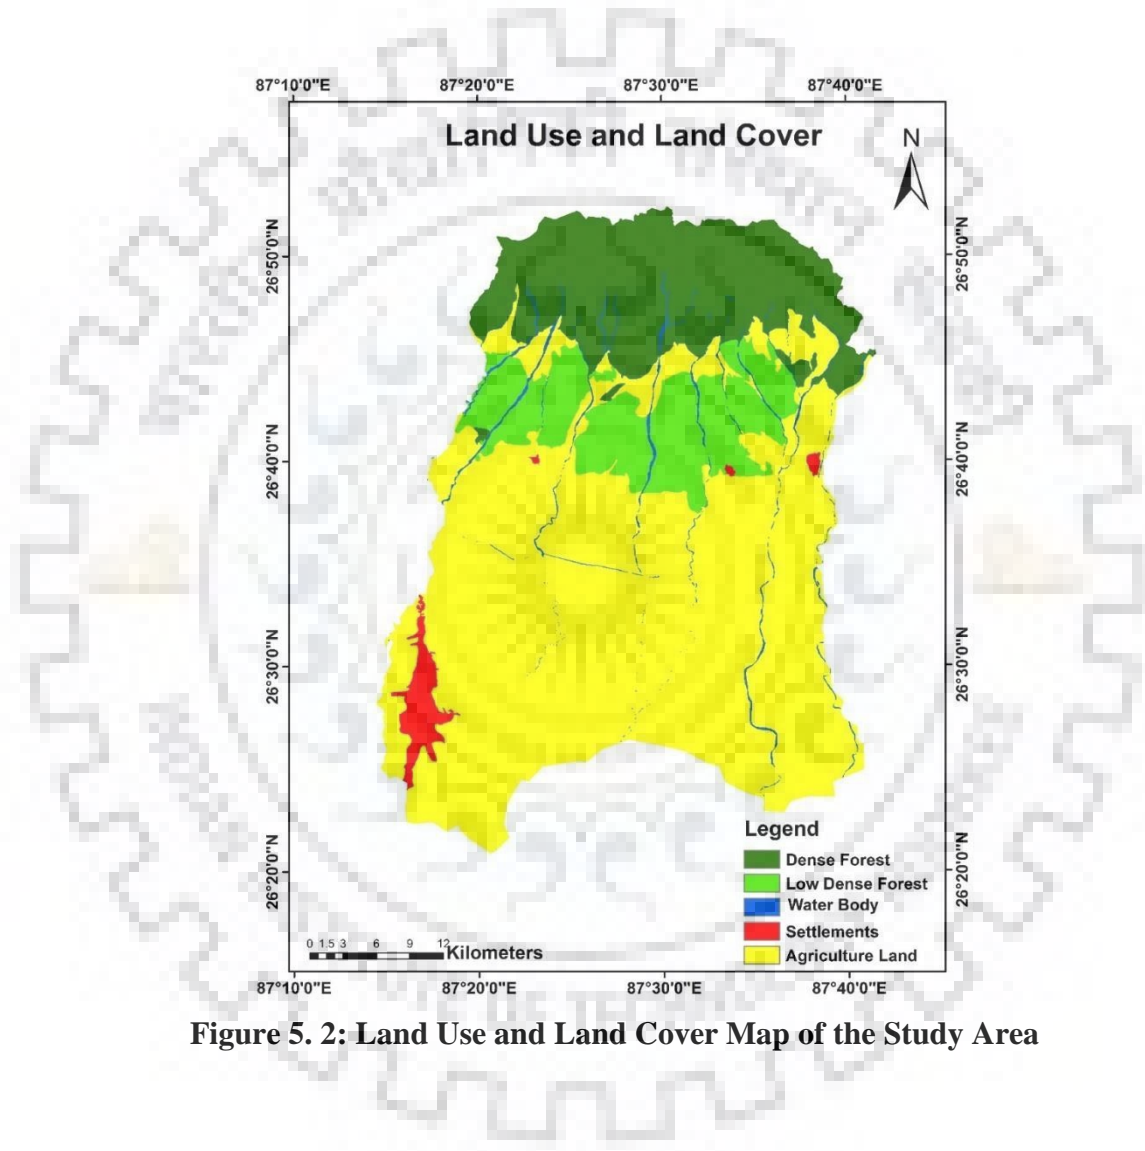 87°10'0"E 87°20'0"E 87°30'0"E 87°40'0"E
Land Use and Land Cover
N
26°50'0"N 26°50'0"N
26°40'0"N 26°40'0"N
26°30'0"N 26°30'0"N
26°20'0"N 26°20'0"N
Legend
Dense Forest
Low Dense Forest
Water Body
Settlements
Agriculture Land
0 1.5 3 6 9 12
Kilometers
87°10'0"E 87°20'0"E 87°30'0"E 87°40'0"E
Figure 5. 2: Land Use and Land Cover Map of the Study Area